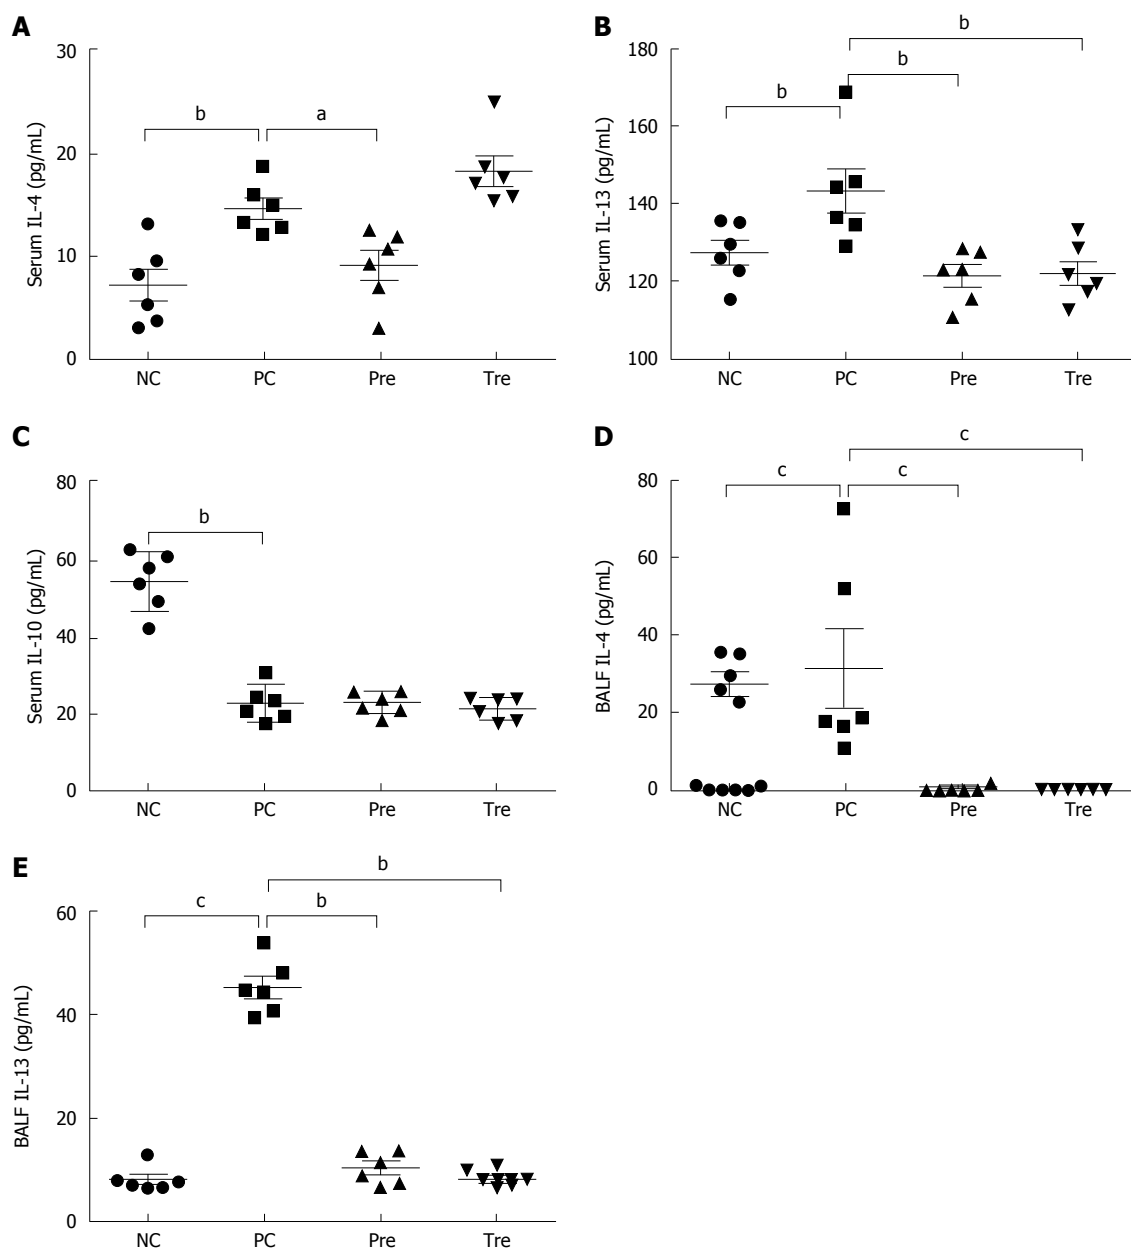 A
30
20
10
0
Serum IL-4 (pg/mL)
b
a
NC
PC
Pre
Tre
B
180
160
140
120
100
Serum IL-13 (pg/mL)
b
b
b
NC
PC
Pre
Tre
C
80
60
40
20
0
Serum IL-10 (pg/mL)
b
NC
PC
Pre
Tre
D
80
60
40
20
0
BALF IL-4 (pg/mL)
c
c
c
NC
PC
Pre
Tre
E
60
40
20
0
BALF IL-13 (pg/mL)
b
c
b
NC
PC
Pre
Tre